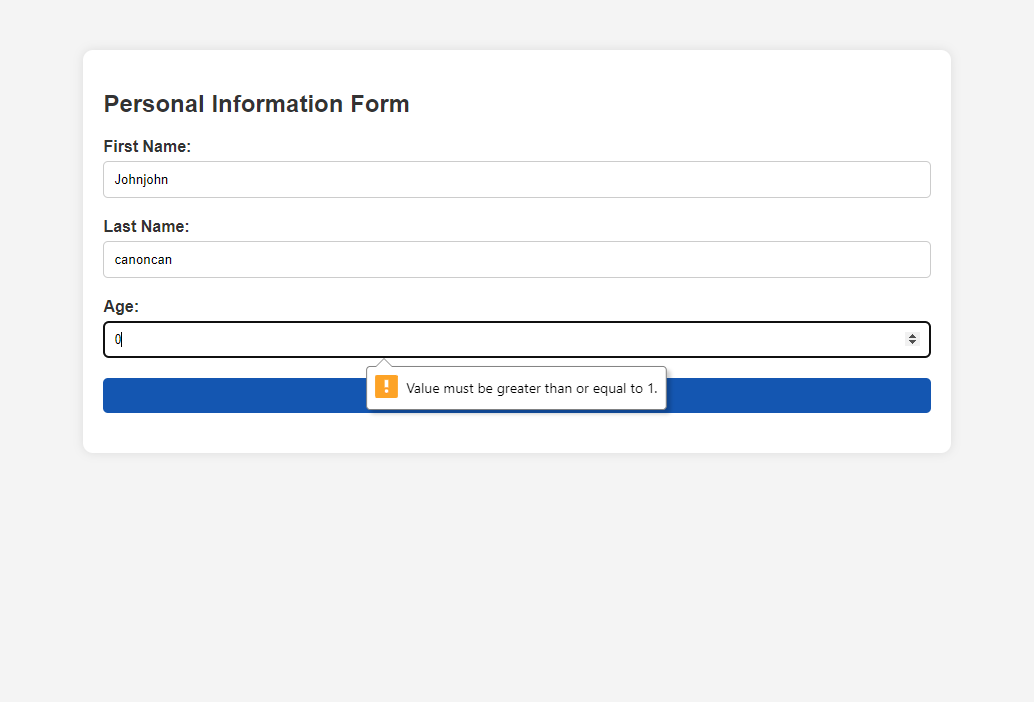 Personal Information Form
First Name:
Johnjohn
Last Name:
canoncan
Age:
0
Value must be greater than or equal to 1.